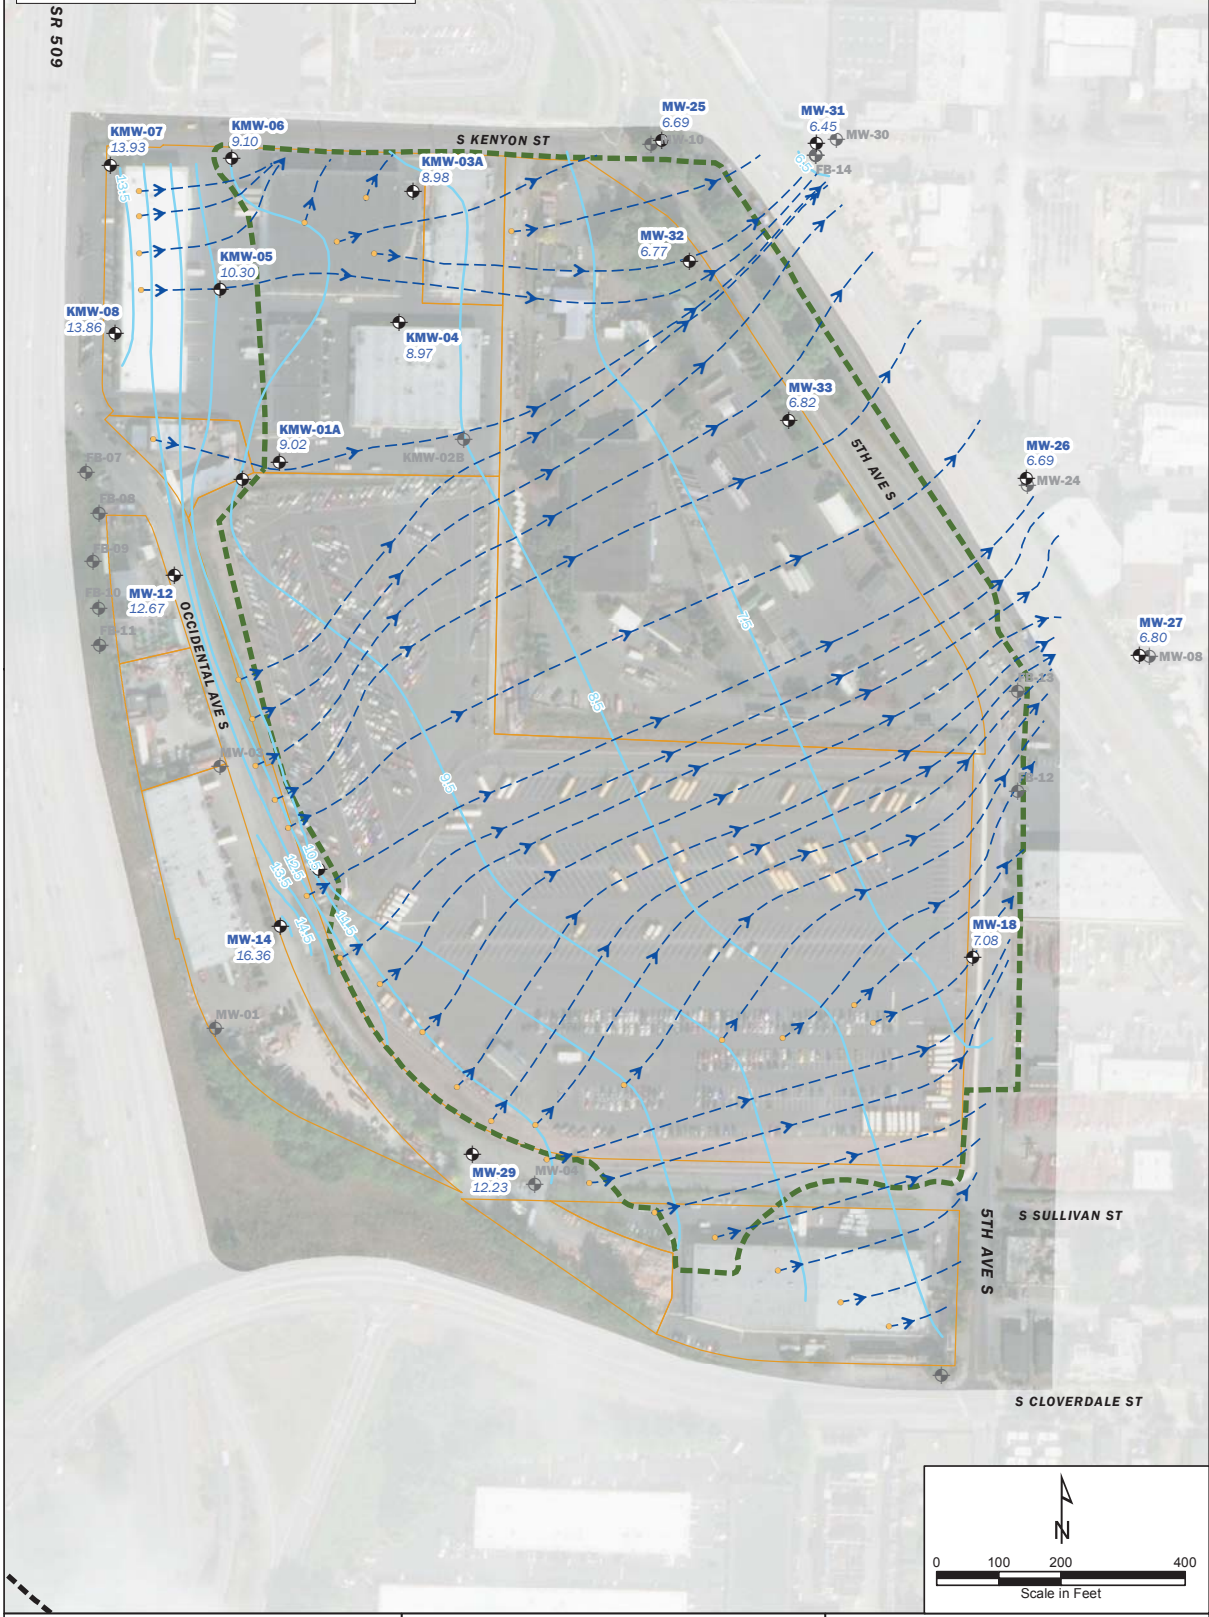 SR 509
MW-25
6.69
MW-10
MW-31
6.45
MW-30
FB-14
6.5
KMW-07
13.93
KMW-06
9.10
S KENYON ST
KMW-03A
8.98
13.5
MW-32
6.77
KMW-05
10.30
KMW-08
13.86
KMW-04
8.97
MW-33
6.82
KMW-01A
9.02
KMW-02B
5TH AVE S
MW-26
6.69
MW-24
FB-07
FB-08
FB-09
FB-10
MW-12
12.67
FB-11
OCCIDENTAL AVE S
7.5
MW-27
6.80
MW-08
FB-13
8.5
MW-03
9.5
FB-12
10.5
12.5
13.5
11.5
14.5
MW-14
16.36
MW-18
7.08
MW-01
MW-29
12.23
MW-04
S SULLIVAN ST
5TH AVE S
S CLOVERDALE ST
N
0 100 200 400
Scale in Feet